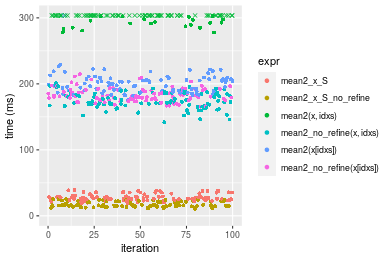 300
200
100
0
time (ms)
0
25
50
75
100
iteration
expr
mean2_x_S
mean2_x_S_no_refine
mean2(x, idxs)
mean2_no_refine(x, idxs)
mean2(x[idxs])
mean2_no_refine(x[idxs])